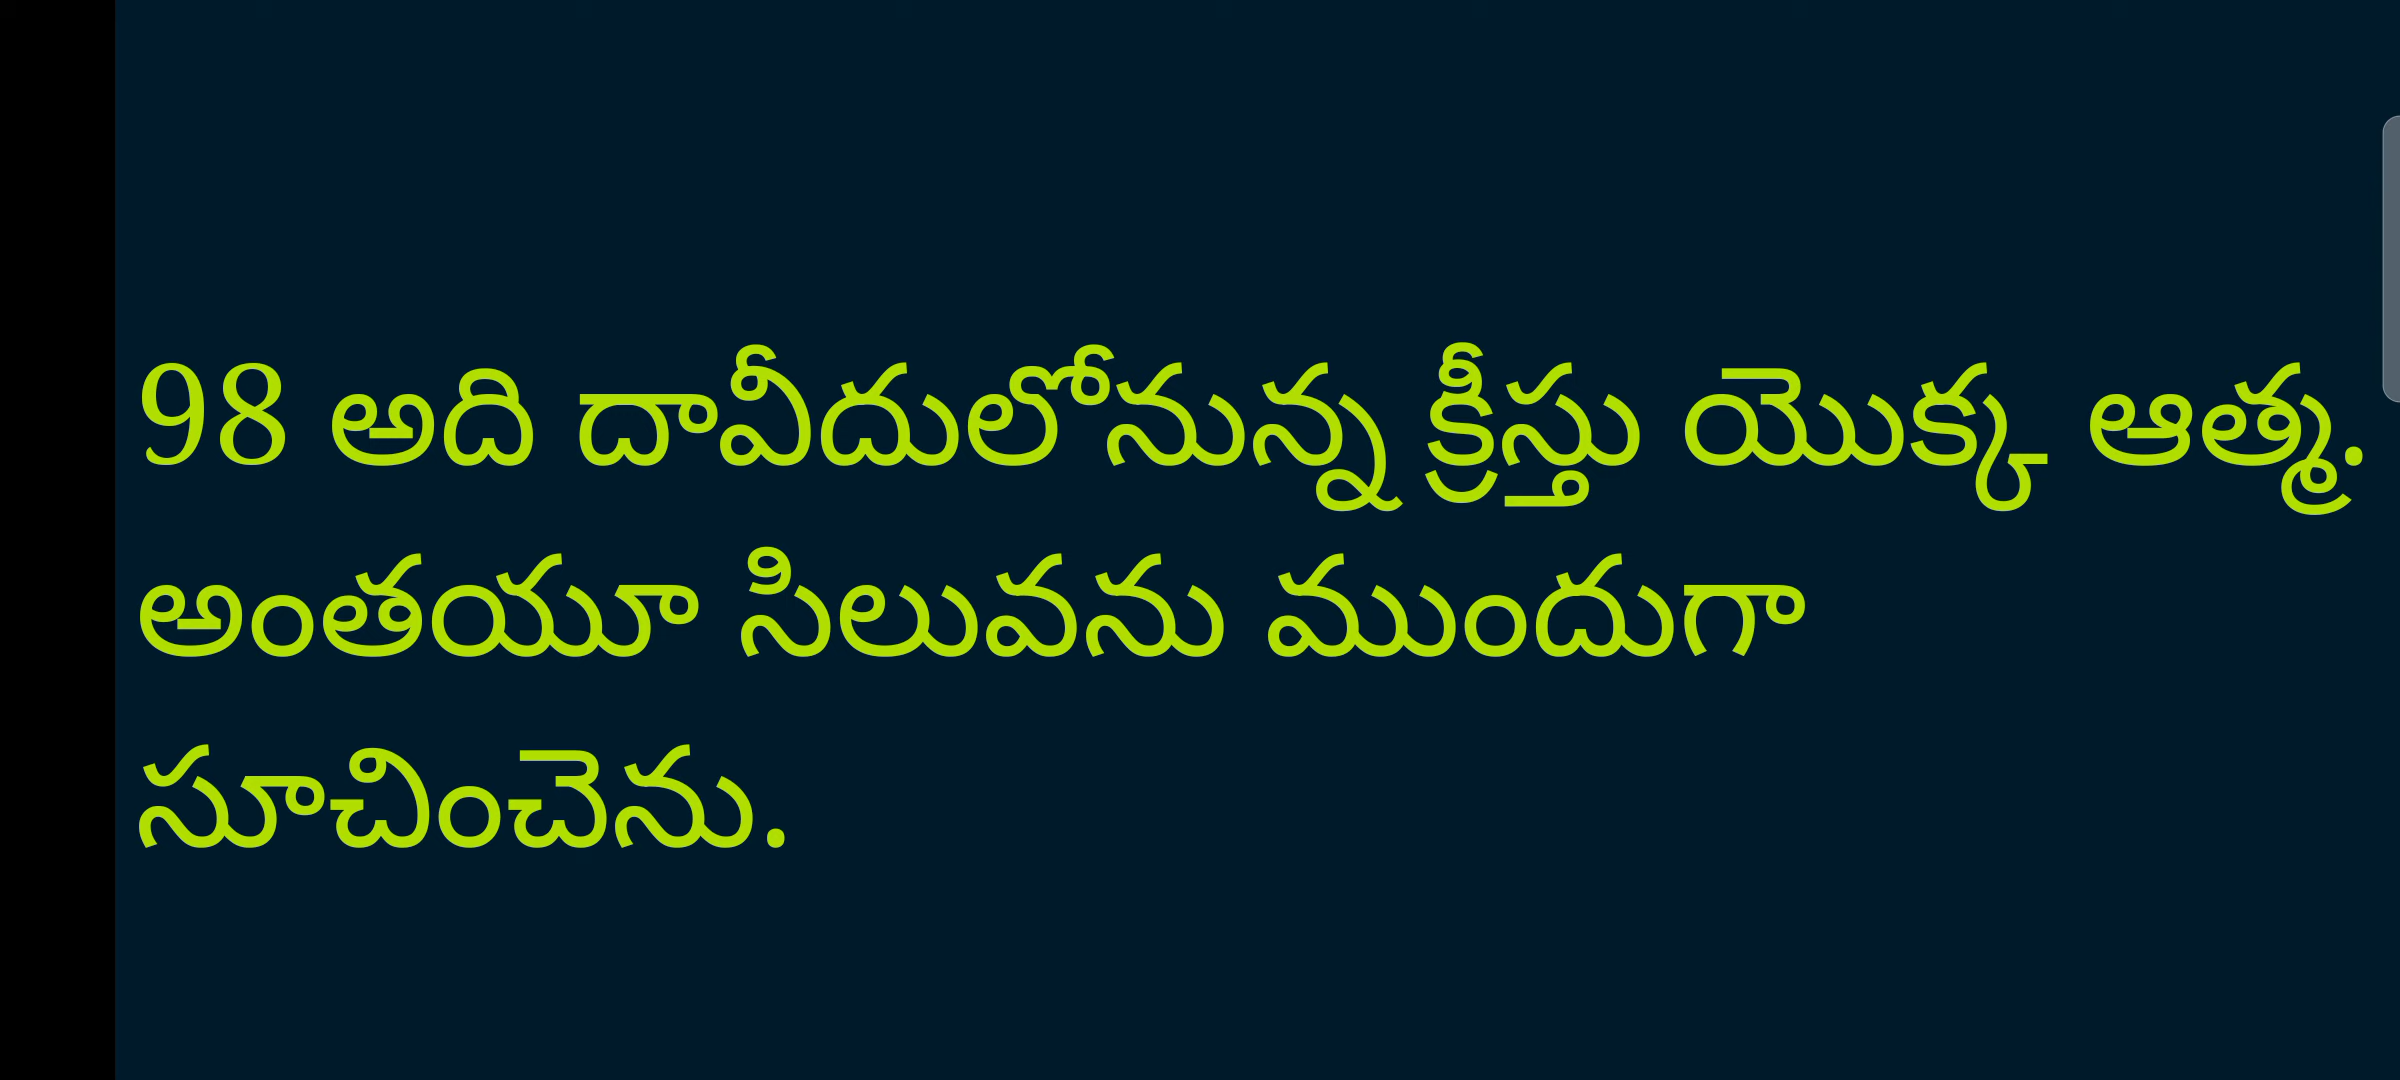 98 అది దావీదులోనున్న క్రీస్తు యొక్క ఆత్మ.
అంతయూ సిలువను ముందుగా
సూచించెను.